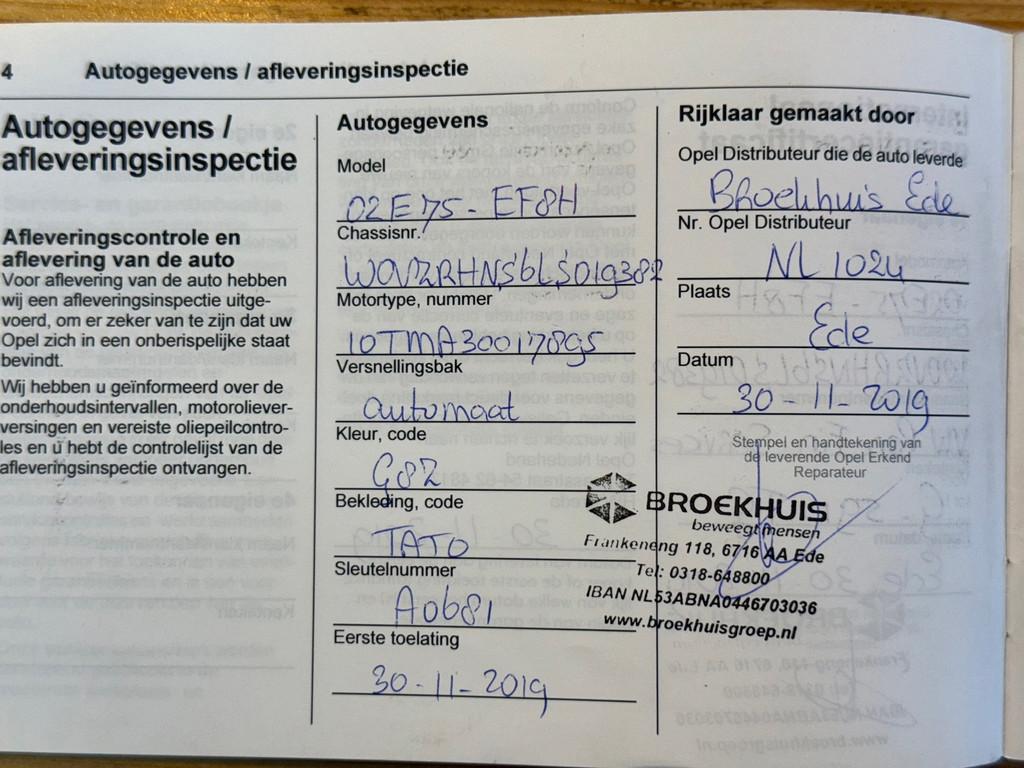 4 Autogegevens / afleveringsinspectie
Autogegevens /
afleveringsinspectie
Afleveringscontrole en
aflevering van de auto
Voor aflevering van de auto hebben
wij een afleveringsinspectie uitge-
voerd, om er zeker van te zijn dat uw
Opel zich in een onberispelijke staat
bevindt.
Wij hebben u geïnformeerd over de
onderhoudsintervallen, motoroliever-
versingen en vereiste oliepeilcontro-
les en u hebt de controlelijst van de
afleveringsinspectie ontvangen.
Autogegevens
Model
02E75-EF8H
Chassisnr.
W0VZRHNS6LS019382
Motortype, nummer
10TMA30017895
Versnellingsbak
automaat
Kleur, code
G82
Bekleding, code
TATO
Sleutelnummer
A0681
Eerste toelating
30-11-2019
Rijklaar gemaakt door
Opel Distributeur die de auto leverde
Broekhuis Ede
Nr. Opel Distributeur
NL 1024
Plaats
Ede
Datum
30-11-2019
Stempel en handtekening van
de leverende Opel Erkend
Reparateur
BROEKHUIS
beweegt mensen
Frankeneng 118, 6716 AA Ede
Tel: 0318-648800
IBAN NL53ABNA0446703036
www.broekhuisgroep.nl